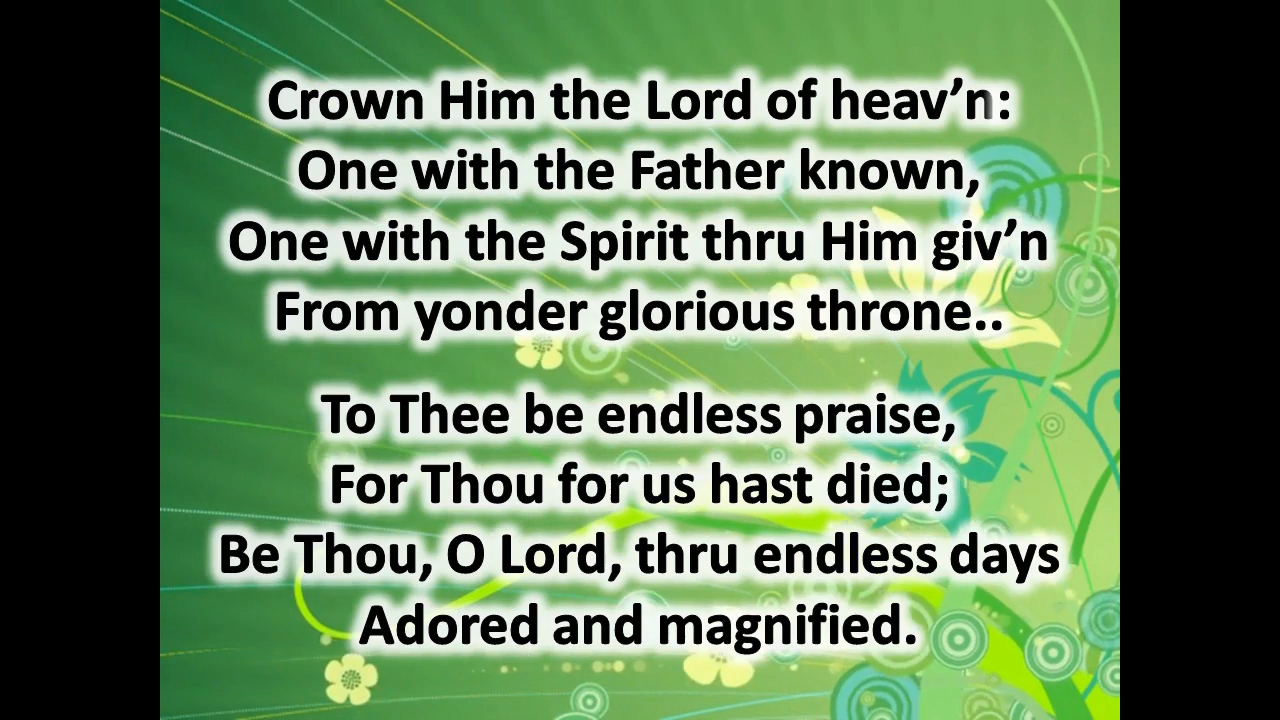 Crown Him the Lord of heav’n:
One with the Father known,
One with the Spirit thru Him giv’n
From yonder glorious throne..
To Thee be endless praise,
For Thou for us hast died;
Be Thou, O Lord, thru endless days
Adored and magnified.